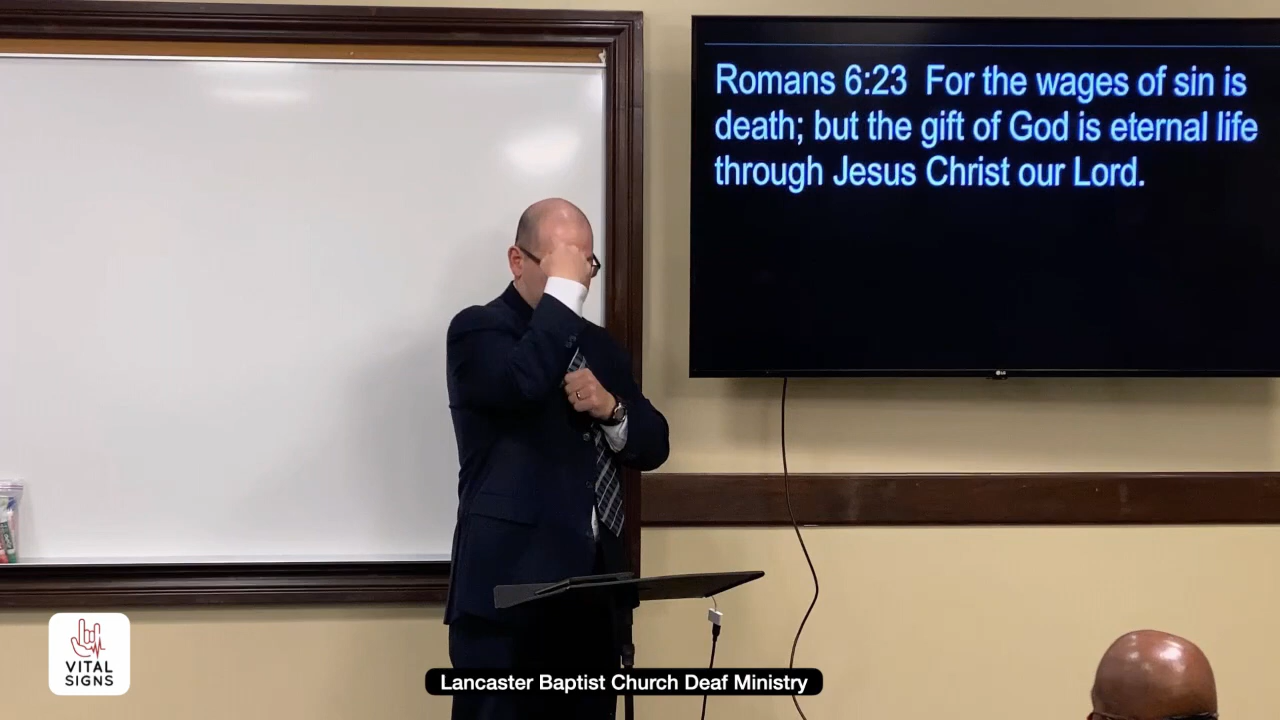 Romans 6:23 For the wages of sin is
death; but the gift of God is eternal life
through Jesus Christ our Lord.
LG
VITAL
SIGNS
Lancaster Baptist Church Deaf Ministry